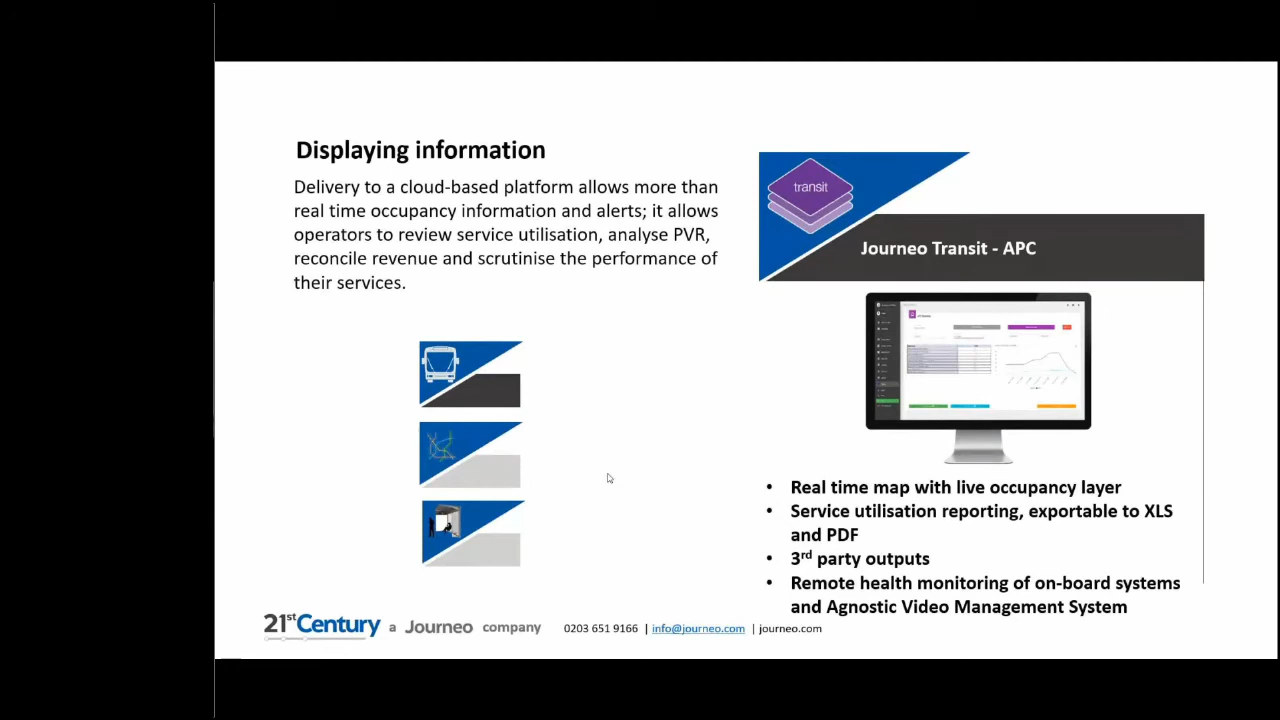 Displaying information
Delivery to a cloud-based platform allows more than
real time occupancy information and alerts; it allows
operators to review service utilisation, analyse PVR,
reconcile revenue and scrutinise the performance of
their services.
transit
Journeo Transit - APC
• Real time map with live occupancy layer
• Service utilisation reporting, exportable to XLS
and PDF
• 3rd party outputs
• Remote health monitoring of on-board systems
and Agnostic Video Management System
21st Century a Journeo company 0203 651 9166 | info@journeo.com | journeo.com